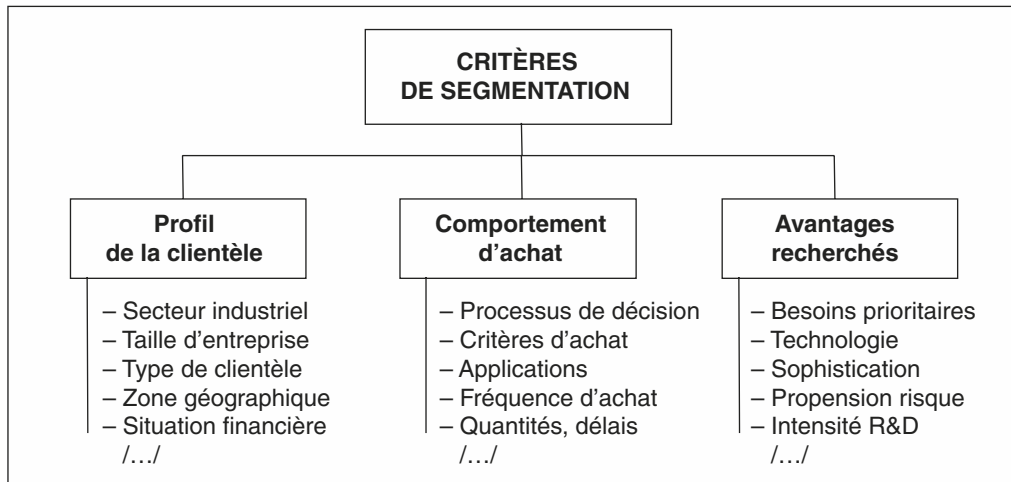 CRITÈRES
DE SEGMENTATION
Profil
de la clientèle
– Secteur industriel
– Taille d’entreprise
– Type de clientèle
– Zone géographique
– Situation financière
/…/
Comportement
d’achat
– Processus de décision
– Critères d’achat
– Applications
– Fréquence d’achat
– Quantités, délais
/…/
Avantages
recherchés
– Besoins prioritaires
– Technologie
– Sophistication
– Propension risque
– Intensité R&D
/…/